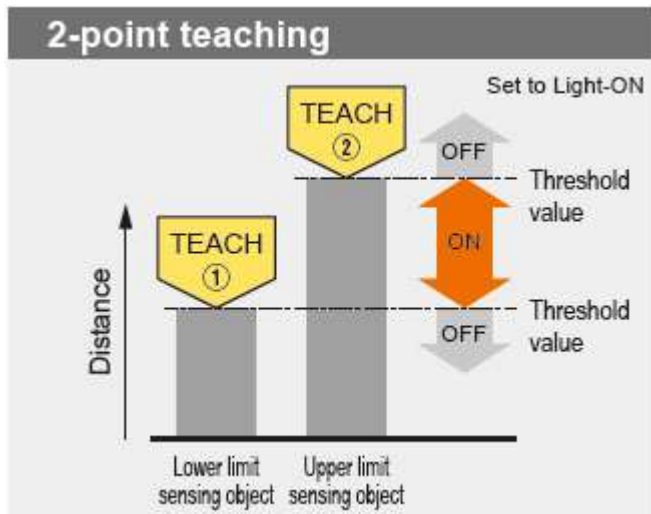 2-point teaching
Set to Light-ON
TEACH
②
OFF
Threshold
value
TEACH
①
ON
Threshold
value
OFF
Distance
Lower limit
sensing object
Upper limit
sensing object